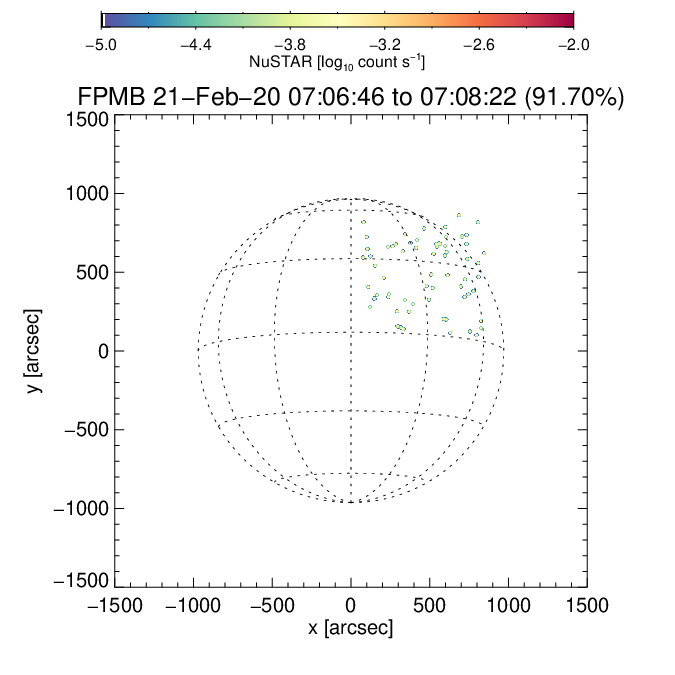 −5.0 −4.4 −3.8 −3.2 −2.6 −2.0
NuSTAR [log₁₀ count s⁻¹]
FPMB 21−Feb−20 07:06:46 to 07:08:22 (91.70%)
1500
1000
500
0
−500
−1000
−1500
y [arcsec]
−1500 −1000 −500 0 500 1000 1500
x [arcsec]